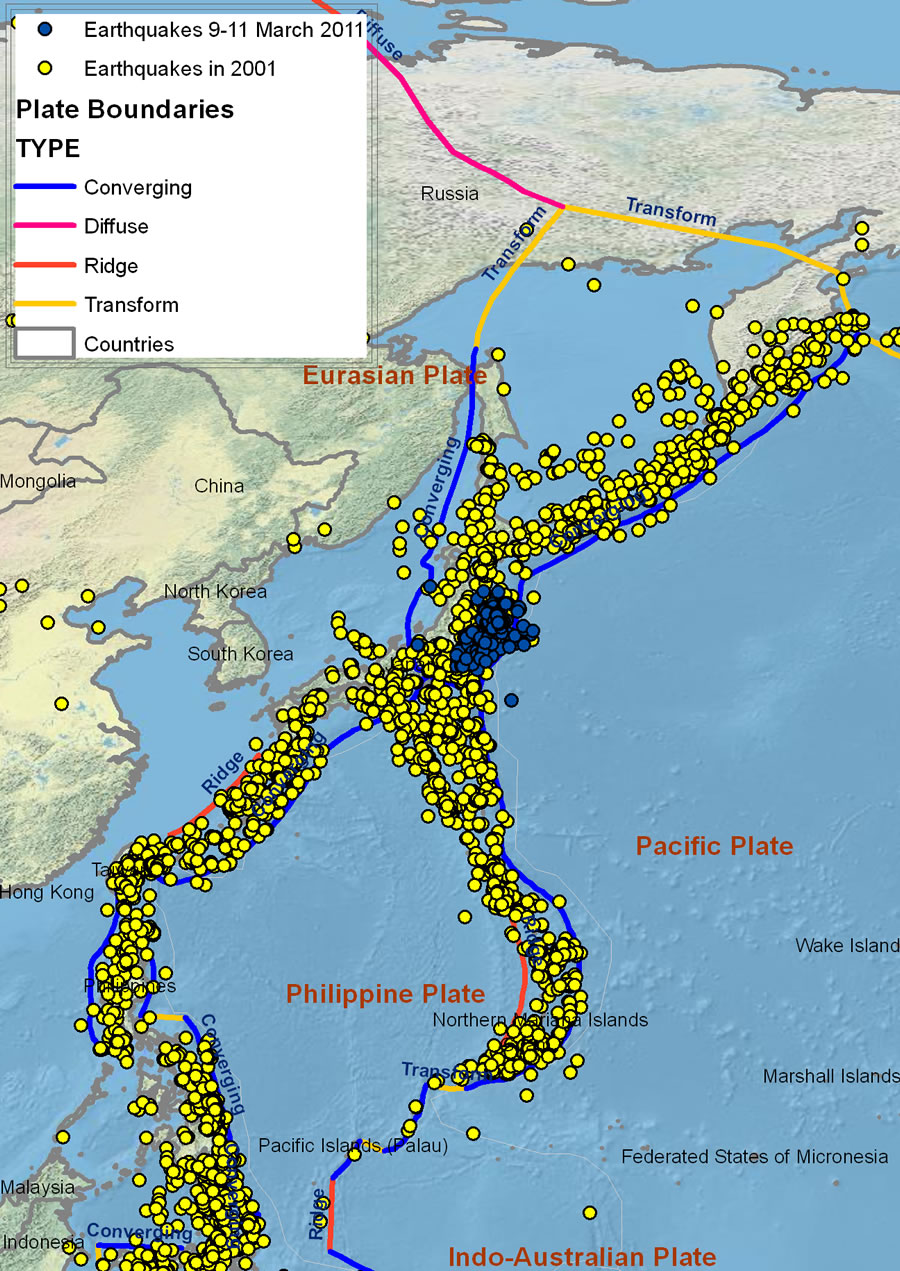 Earthquakes 9-11 March 2011
Earthquakes in 2001
Plate Boundaries
TYPE
Converging
Diffuse
Ridge
Transform
Countries
Diffuse
Russia
Transform
Transform
Eurasian Plate
Converging
Mongolia
China
Converging
North Korea
South Korea
Ridge
Converging
Pacific Plate
Hong Kong
Wake Island
Philippines
Philippine Plate
Northern Mariana Islands
Converging
Transform
Marshall Islands
Pacific Islands (Palau)
Federated States of Micronesia
Malaysia
Ridge
Converging
Indonesia
Indo-Australian Plate